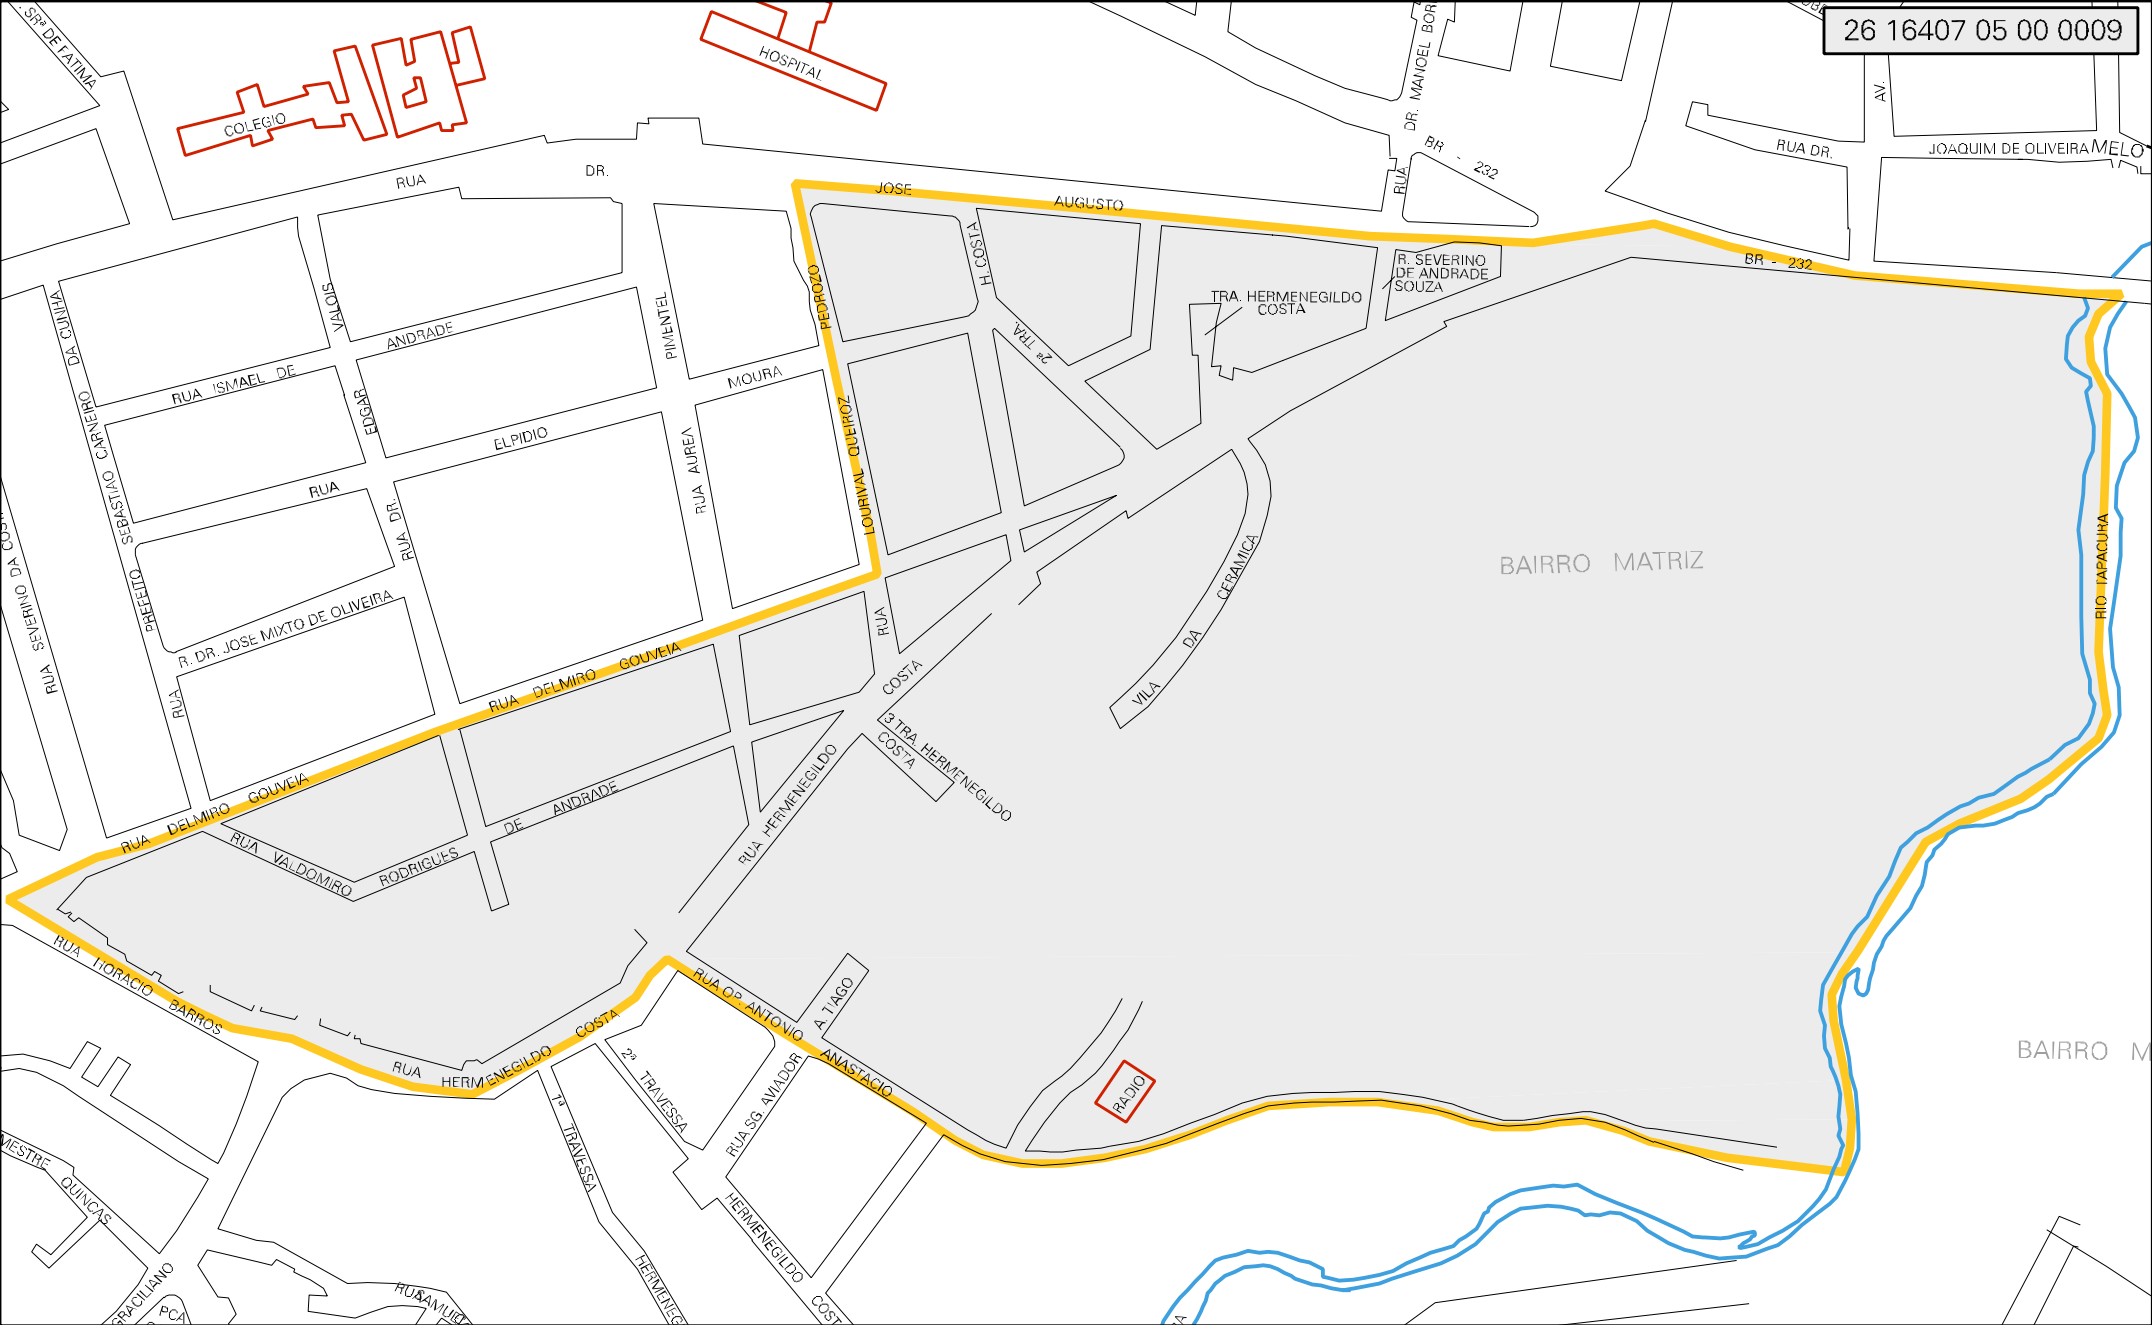 26 16407 05 00 0009
SRª DE FATIMA
COLEGIO
HOSPITAL
DR. MANOEL
BR - 232
RUA
AV.
RUA DR.
JOAQUIM DE OLIVEIRA MELO
RUA
DR.
JOSE
AUGUSTO
H. COSTA
2ª TRA.
TRA. HERMENEGILDO
COSTA
R. SEVERINO
DE ANDRADE
SOUZA
BR - 232
RUA PREFEITO SEBASTIAO CARNEIRO DA CUNHA
RUA DR. EDGAR VALOIS
RUA ISMAEL DE ANDRADE
RUA AUREA PIMENTEL
RUA ELPIDIO MOURA
RUA LOURIVAL QUEIROZ PEDROZO
RUA SEVERINO DA
R. DR. JOSE MIXTO DE OLIVEIRA
BAIRRO MATRIZ
RIO TAPACURA
VILA DA CERAMICA
RUA DELMIRO GOUVEIA
RUA DELMIRO GOUVEIA
RUA HERMENEGILDO COSTA
3 TRA. HERMENEGILDO
COSTA
RUA VALDOMIRO RODRIGUES DE ANDRADE
RUA HORACIO BARROS
RUA HERMENEGILDO COSTA
RUA OP. ANTONIO ANASTACIO
A. TIAGO
RADIO
RUA SG. AVIADOR
2ª TRAVESSA HERMENEGILDO
1ª TRAVESSA
BAIRRO
MESTRE
QUINCAS
GRACILIANO
PCA
RUA